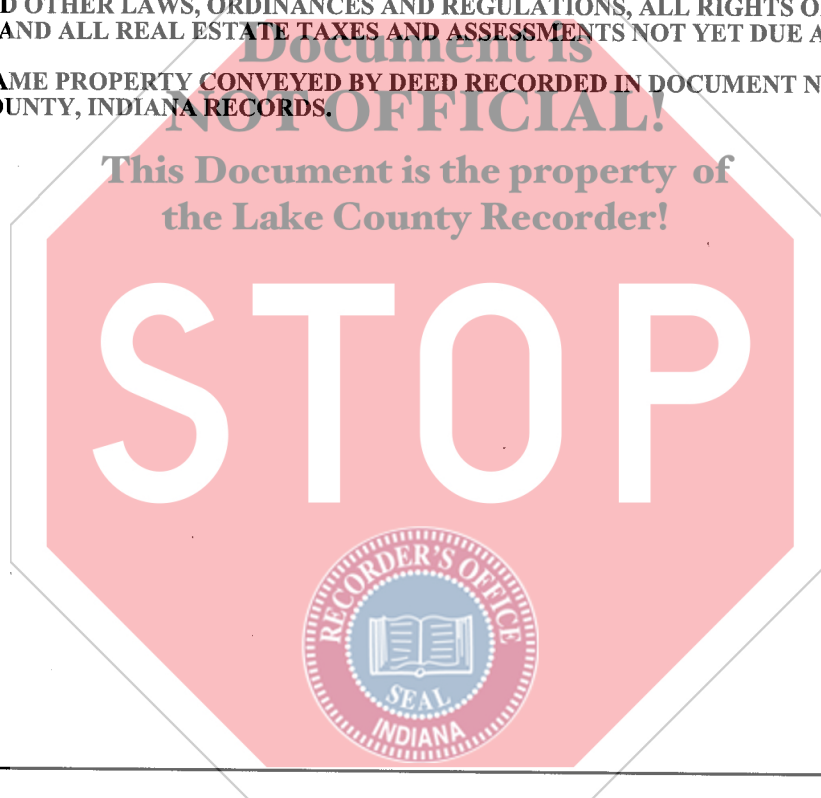 D OTHER LAWS, ORDINANCES AND REGULATIONS, ALL RIGHTS O
AND ALL REAL ESTATE TAXES AND ASSESSMENTS NOT YET DUE A
Document is
AME PROPERTY CONVEYED BY DEED RECORDED IN DOCUMENT N
OUNTY, INDIANA RECORDS.
NOT OFFICIAL!
This Document is the property of
the Lake County Recorder!
STOP
RECORDER'S OFFICE
SEAL
INDIANA